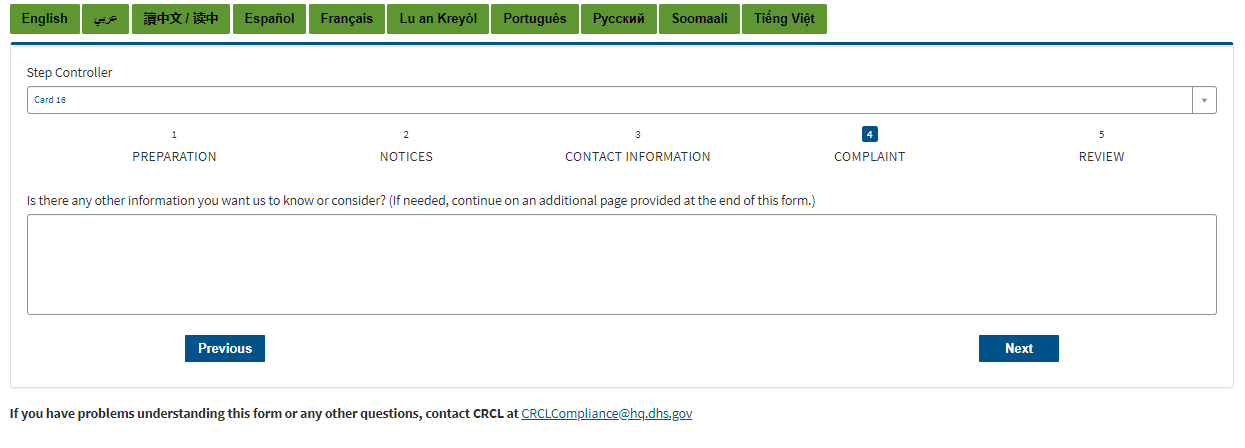 English عربي 讀中文 / 读中 Español Français Lu an Kreyòl Português Русский Soomaali Tiếng Việt
Step Controller
Card 16
1 2 3 4 5
PREPARATION NOTICES CONTACT INFORMATION COMPLAINT REVIEW
Is there any other information you want us to know or consider? (If needed, continue on an additional page provided at the end of this form.)
Previous Next
If you have problems understanding this form or any other questions, contact CRCL at CRCLCompliance@hq.dhs.gov